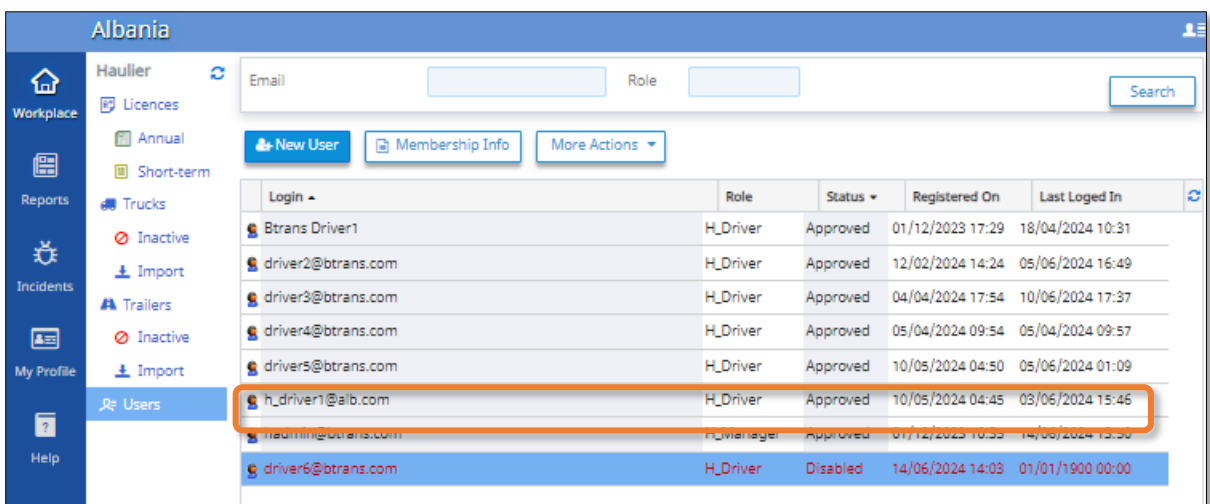 Albania
Workplace
Reports
Incidents
My Profile
Help
Haulier
Licences
Annual
Short-term
Trucks
Inactive
Import
Trailers
Inactive
Import
Users
Email Role
Search
New User Membership Info More Actions
Login Role Status Registered On Last Loged In
Btrans Driver1 H_Driver Approved 01/12/2023 17:29 18/04/2024 10:31
driver2@btrans.com H_Driver Approved 12/02/2024 14:24 05/06/2024 16:49
driver3@btrans.com H_Driver Approved 04/04/2024 17:54 10/06/2024 17:37
driver4@btrans.com H_Driver Approved 05/04/2024 09:54 05/04/2024 09:57
driver5@btrans.com H_Driver Approved 10/05/2024 04:50 05/06/2024 01:09
h_driver1@alb.com H_Driver Approved 10/05/2024 04:45 03/06/2024 15:46
hadmin@btrans.com H_Manager Approved
driver6@btrans.com H_Driver Disabled 14/06/2024 14:03 01/01/1900 00:00